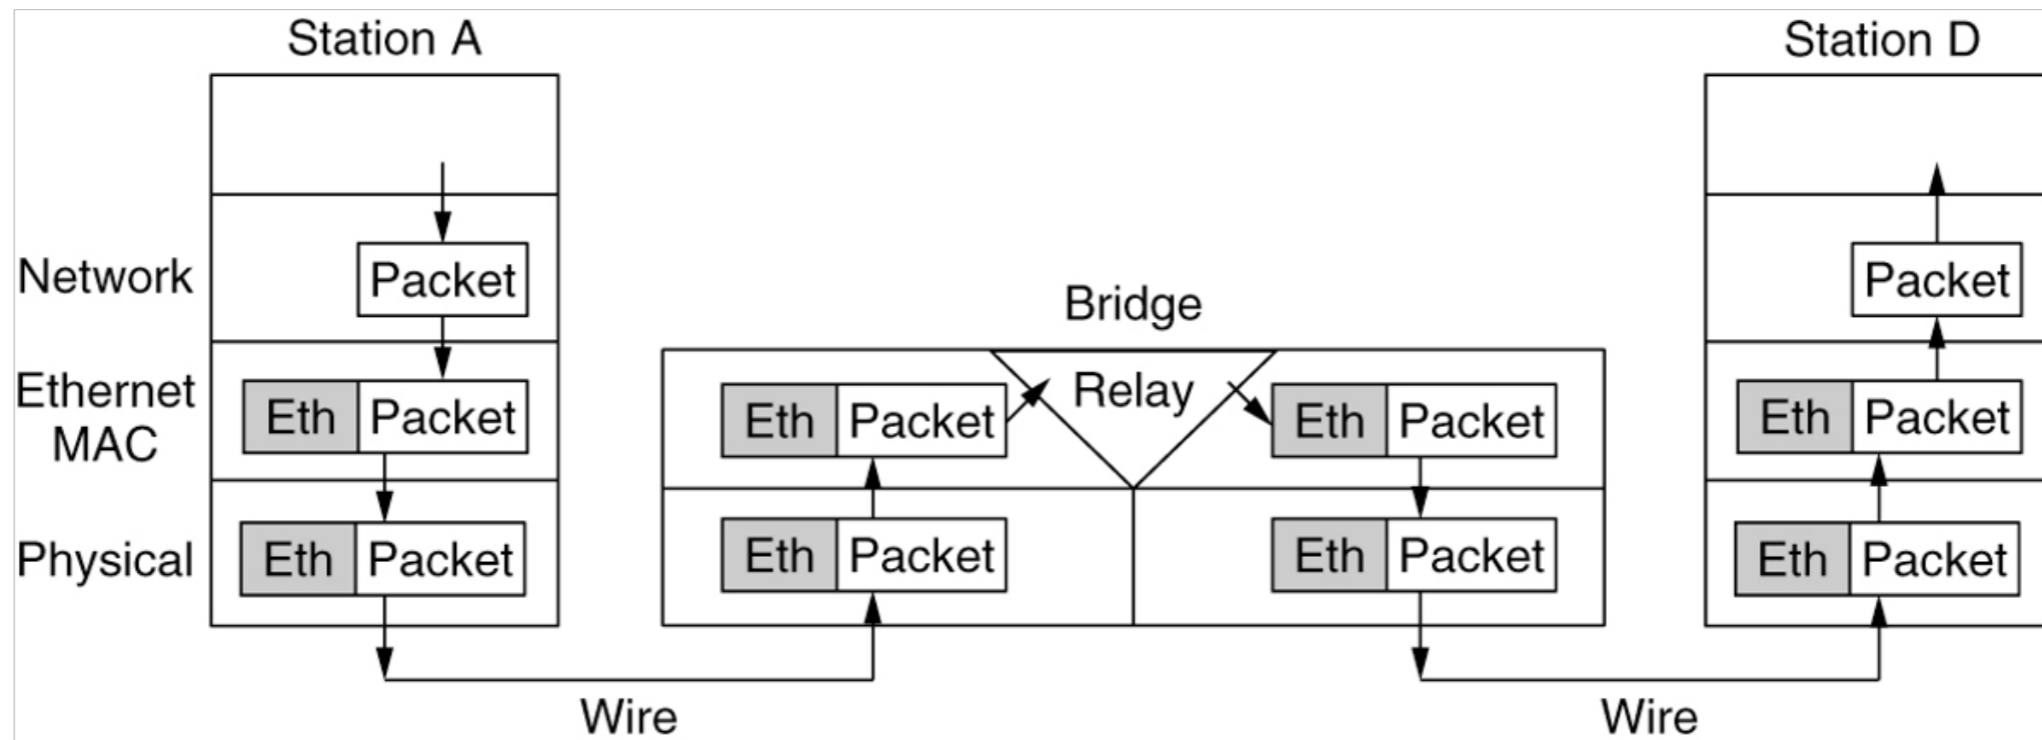 Station A
Station D
Network
Packet
Packet
Bridge
Ethernet
MAC
Eth Packet
Eth Packet
Relay
Eth Packet
Eth Packet
Physical
Eth Packet
Eth Packet
Eth Packet
Eth Packet
Wire
Wire